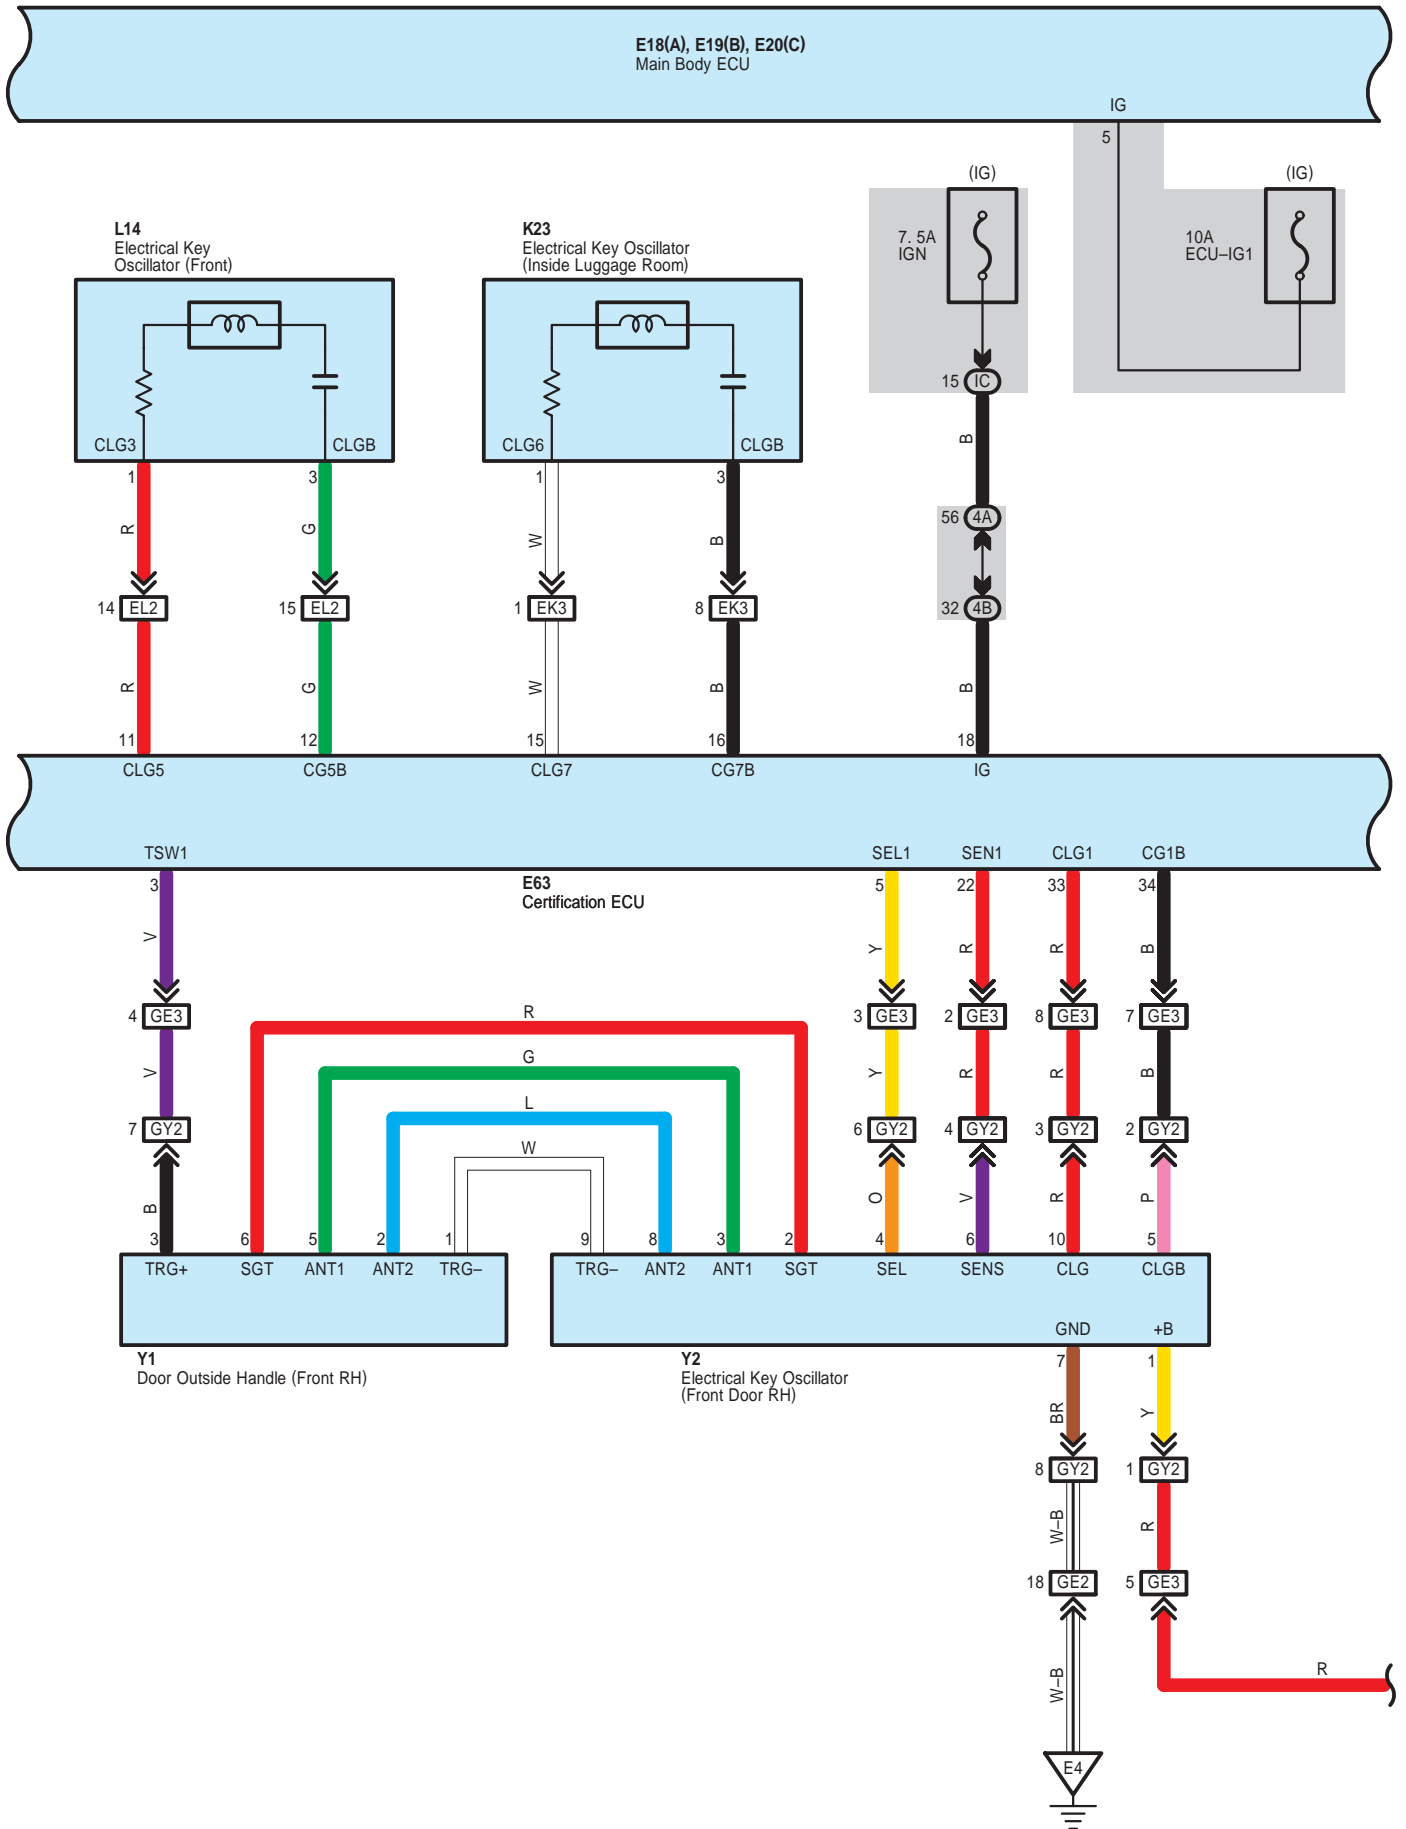 E18(A), E19(B), E20(C)
Main Body ECU
IG
5
(IG)
(IG)
7. 5A
IGN
10A
ECU–IG1
L14
Electrical Key
Oscillator (Front)
K23
Electrical Key Oscillator
(Inside Luggage Room)
15 IC
CLG3 CLGB CLG6 CLGB
1 3 1 3
B
R G W B
56 4A
14 EL2 15 EL2 1 EK3 8 EK3 32 4B
R G W B B
11 12 15 16 18
CLG5 CG5B CLG7 CG7B IG
TSW1 SEL1 SEN1 CLG1 CG1B
E63
Certification ECU
3 5 22 33 34
V Y R R B
4 GE3 3 GE3 2 GE3 8 GE3 7 GE3
R
G
V Y R R B
L
7 GY2 6 GY2 4 GY2 3 GY2 2 GY2
W
B O V R P
3 6 5 2 1 9 8 3 2 4 6 10 5
TRG+ SGT ANT1 ANT2 TRG– TRG– ANT2 ANT1 SGT SEL SENS CLG CLGB
GND +B
Y1
Door Outside Handle (Front RH)
Y2
Electrical Key Oscillator
(Front Door RH)
7 1
BR Y
8 GY2 1 GY2
W–B R
18 GE2 5 GE3
W–B R
E4